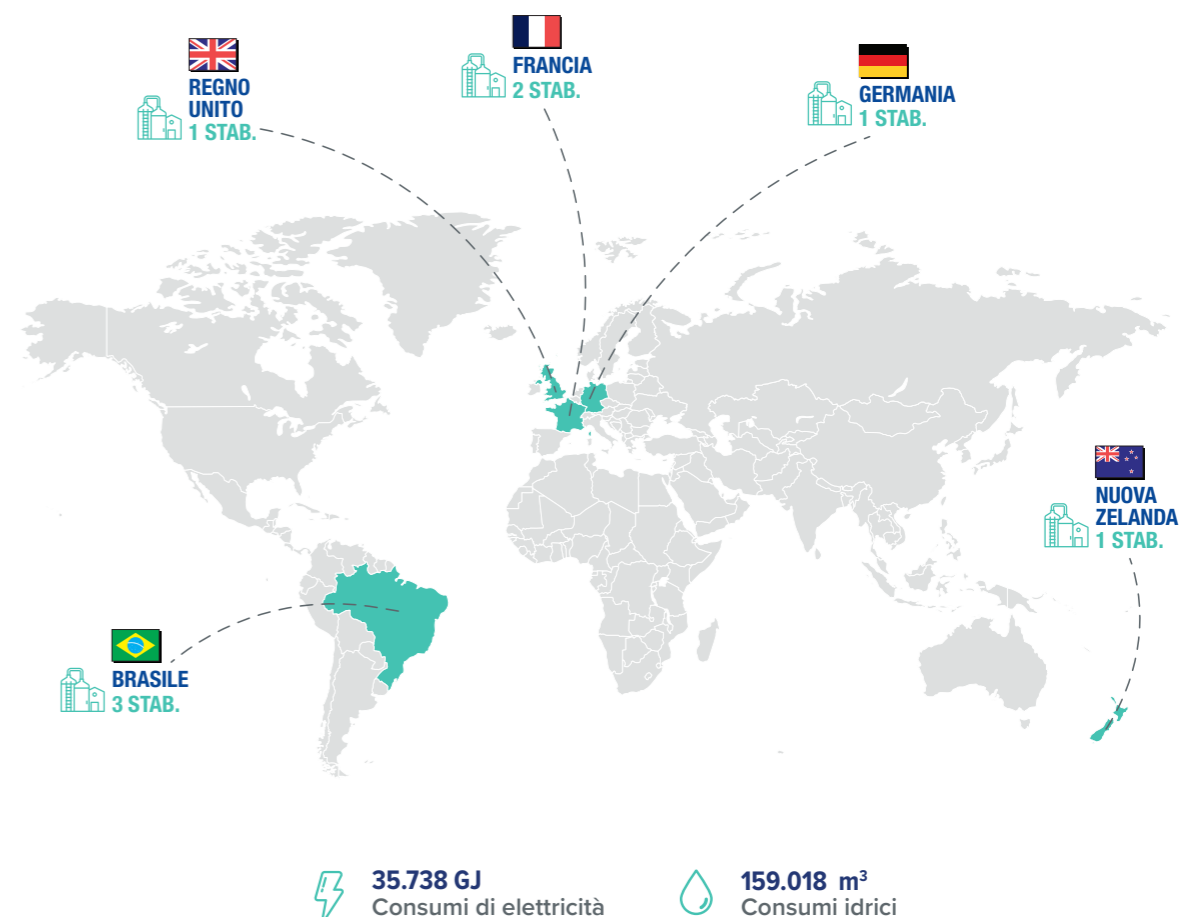 REGNO
UNITO
1 STAB.
FRANCIA
2 STAB.
GERMANIA
1 STAB.
NUOVA
ZELANDA
1 STAB.
BRASILE
3 STAB.
35.738 GJ
Consumi di elettricità
159.018 m³
Consumi idrici